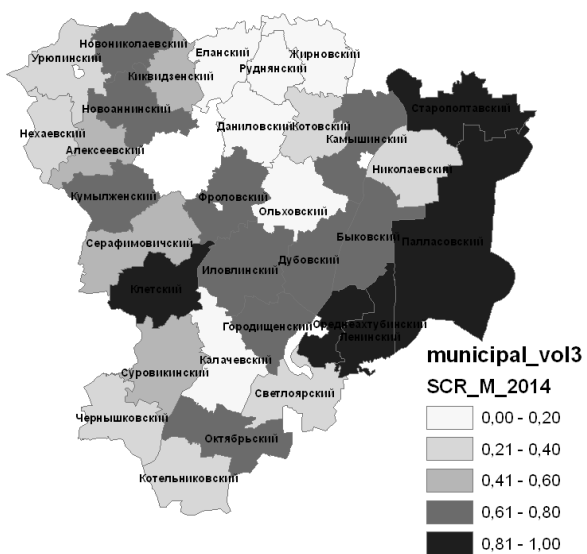 Новониколаевский
Урюпинский
Еланский
Жирновский
Руднянский
Киквидзенский
Новоаннинский
Старополтавский
Нехаевский
Даниловский
Котовский
Камышинский
Алексеевский
Николаевский
Кумылженский
Фроловский
Ольховский
Серафимовичский
Быковский
Палласовский
Дубовский
Иловлинский
Клетский
Городищенский
Среднеахтубинский
Ленинский
Калачевский
Суровикинский
Светлоярский
Чернышковский
Октябрьский
Котельниковский
municipal_vol3
SCR_M_2014
0,00 - 0,20
0,21 - 0,40
0,41 - 0,60
0,61 - 0,80
0,81 - 1,00